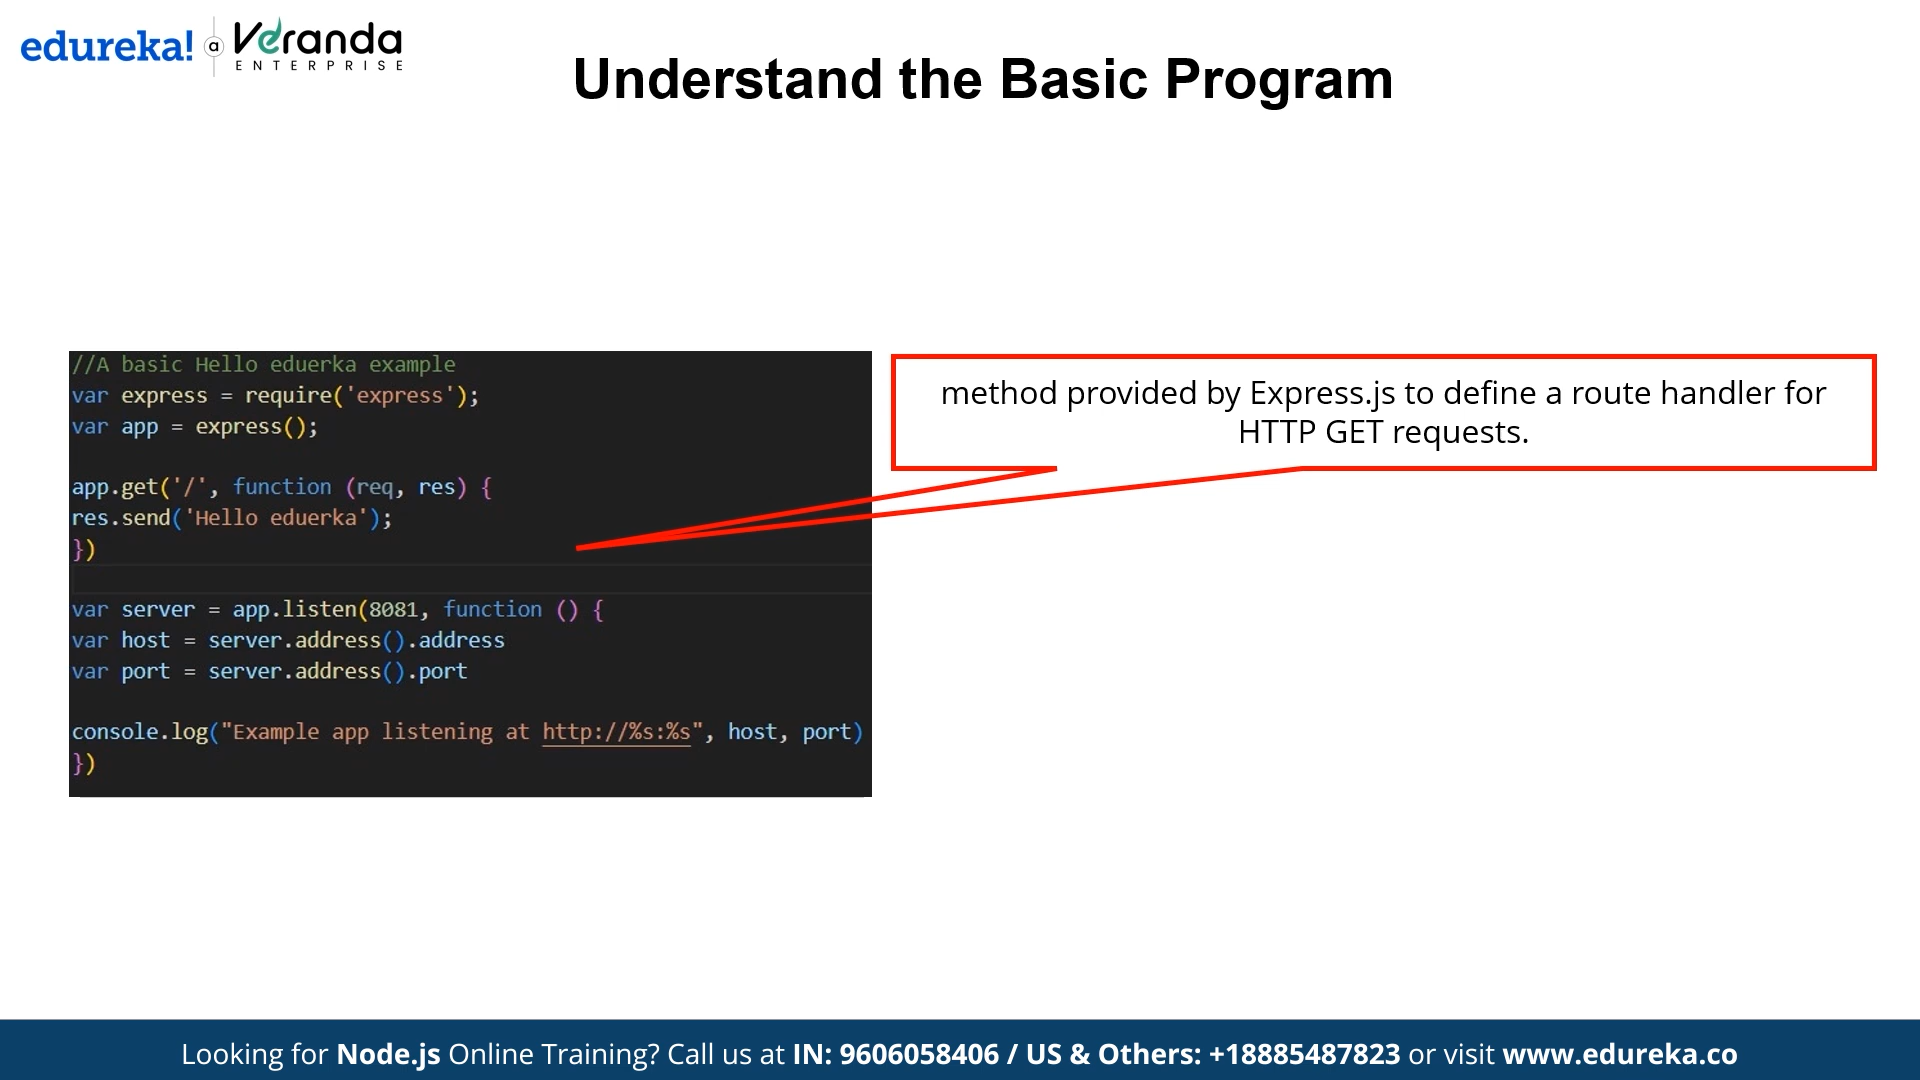 edureka! a Veranda
ENTERPRISE
Understand the Basic Program
//A basic Hello eduerka example
var express = require('express');
var app = express();
app.get('/', function (req, res) {
res.send('Hello eduerka');
})
var server = app.listen(8081, function () {
var host = server.address().address
var port = server.address().port
console.log("Example app listening at http://%s:%s", host, port)
})
method provided by Express.js to define a route handler for
HTTP GET requests.
Looking for Node.js Online Training? Call us at IN: 9606058406 / US & Others: +18885487823 or visit www.edureka.co